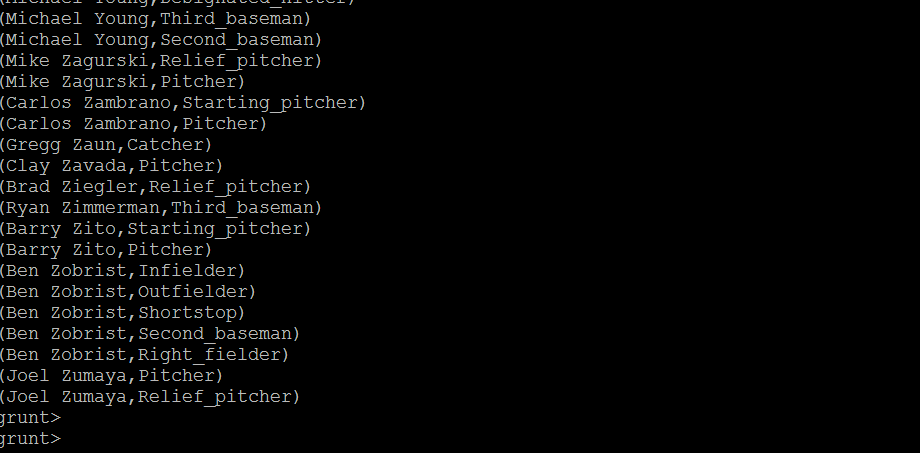 (Michael Young,Designated_hitter)
(Michael Young,Third_baseman)
(Michael Young,Second_baseman)
(Mike Zagurski,Relief_pitcher)
(Mike Zagurski,Pitcher)
(Carlos Zambrano,Starting_pitcher)
(Carlos Zambrano,Pitcher)
(Gregg Zaun,Catcher)
(Clay Zavada,Pitcher)
(Brad Ziegler,Relief_pitcher)
(Ryan Zimmerman,Third_baseman)
(Barry Zito,Starting_pitcher)
(Barry Zito,Pitcher)
(Ben Zobrist,Infielder)
(Ben Zobrist,Outfielder)
(Ben Zobrist,Shortstop)
(Ben Zobrist,Second_baseman)
(Ben Zobrist,Right_fielder)
(Joel Zumaya,Pitcher)
(Joel Zumaya,Relief_pitcher)
grunt>
grunt>